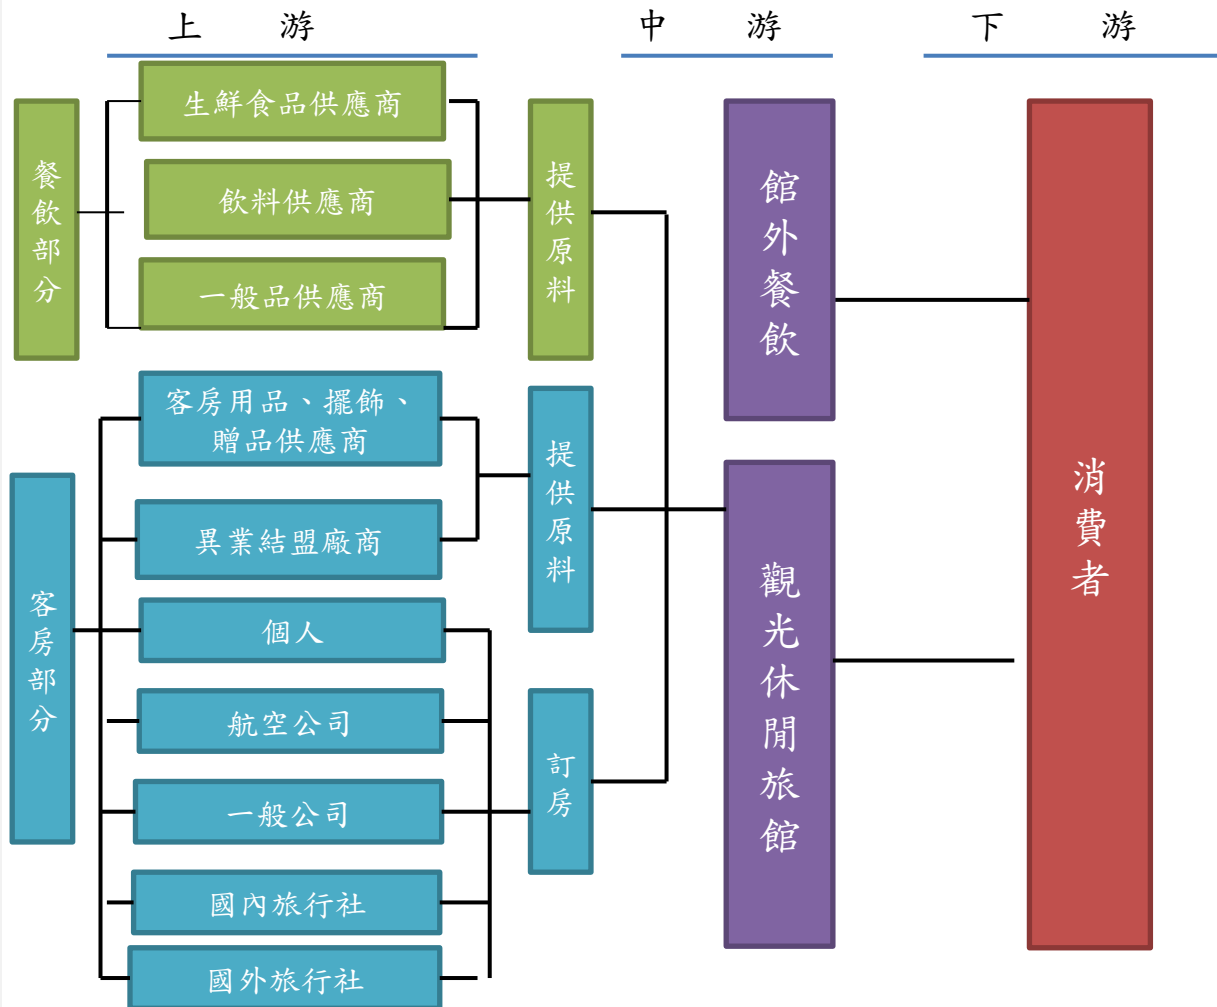 上 游
中 游
下 游
餐飲部分
生鮮食品供應商
飲料供應商
一般品供應商
提供原料
客房部分
客房用品、擺飾、
贈品供應商
異業結盟廠商
提供原料
個人
航空公司
一般公司
國內旅行社
國外旅行社
訂房
館外餐飲
觀光休閒旅館
消費者